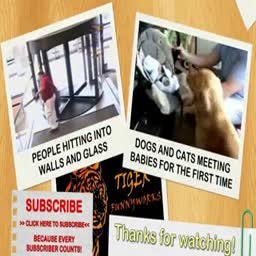 PEOPLE HITTING INTO
WALLS AND GLASS
DOGS AND CATS MEETING
BABIES FOR THE FIRST TIME
SUBSCRIBE
>> CLICK HERE TO SUBSCRIBE <<
BECAUSE EVERY
SUBSCRIBER COUNTS!
TIGER
FUNNYWORKS
Thanks for watching!